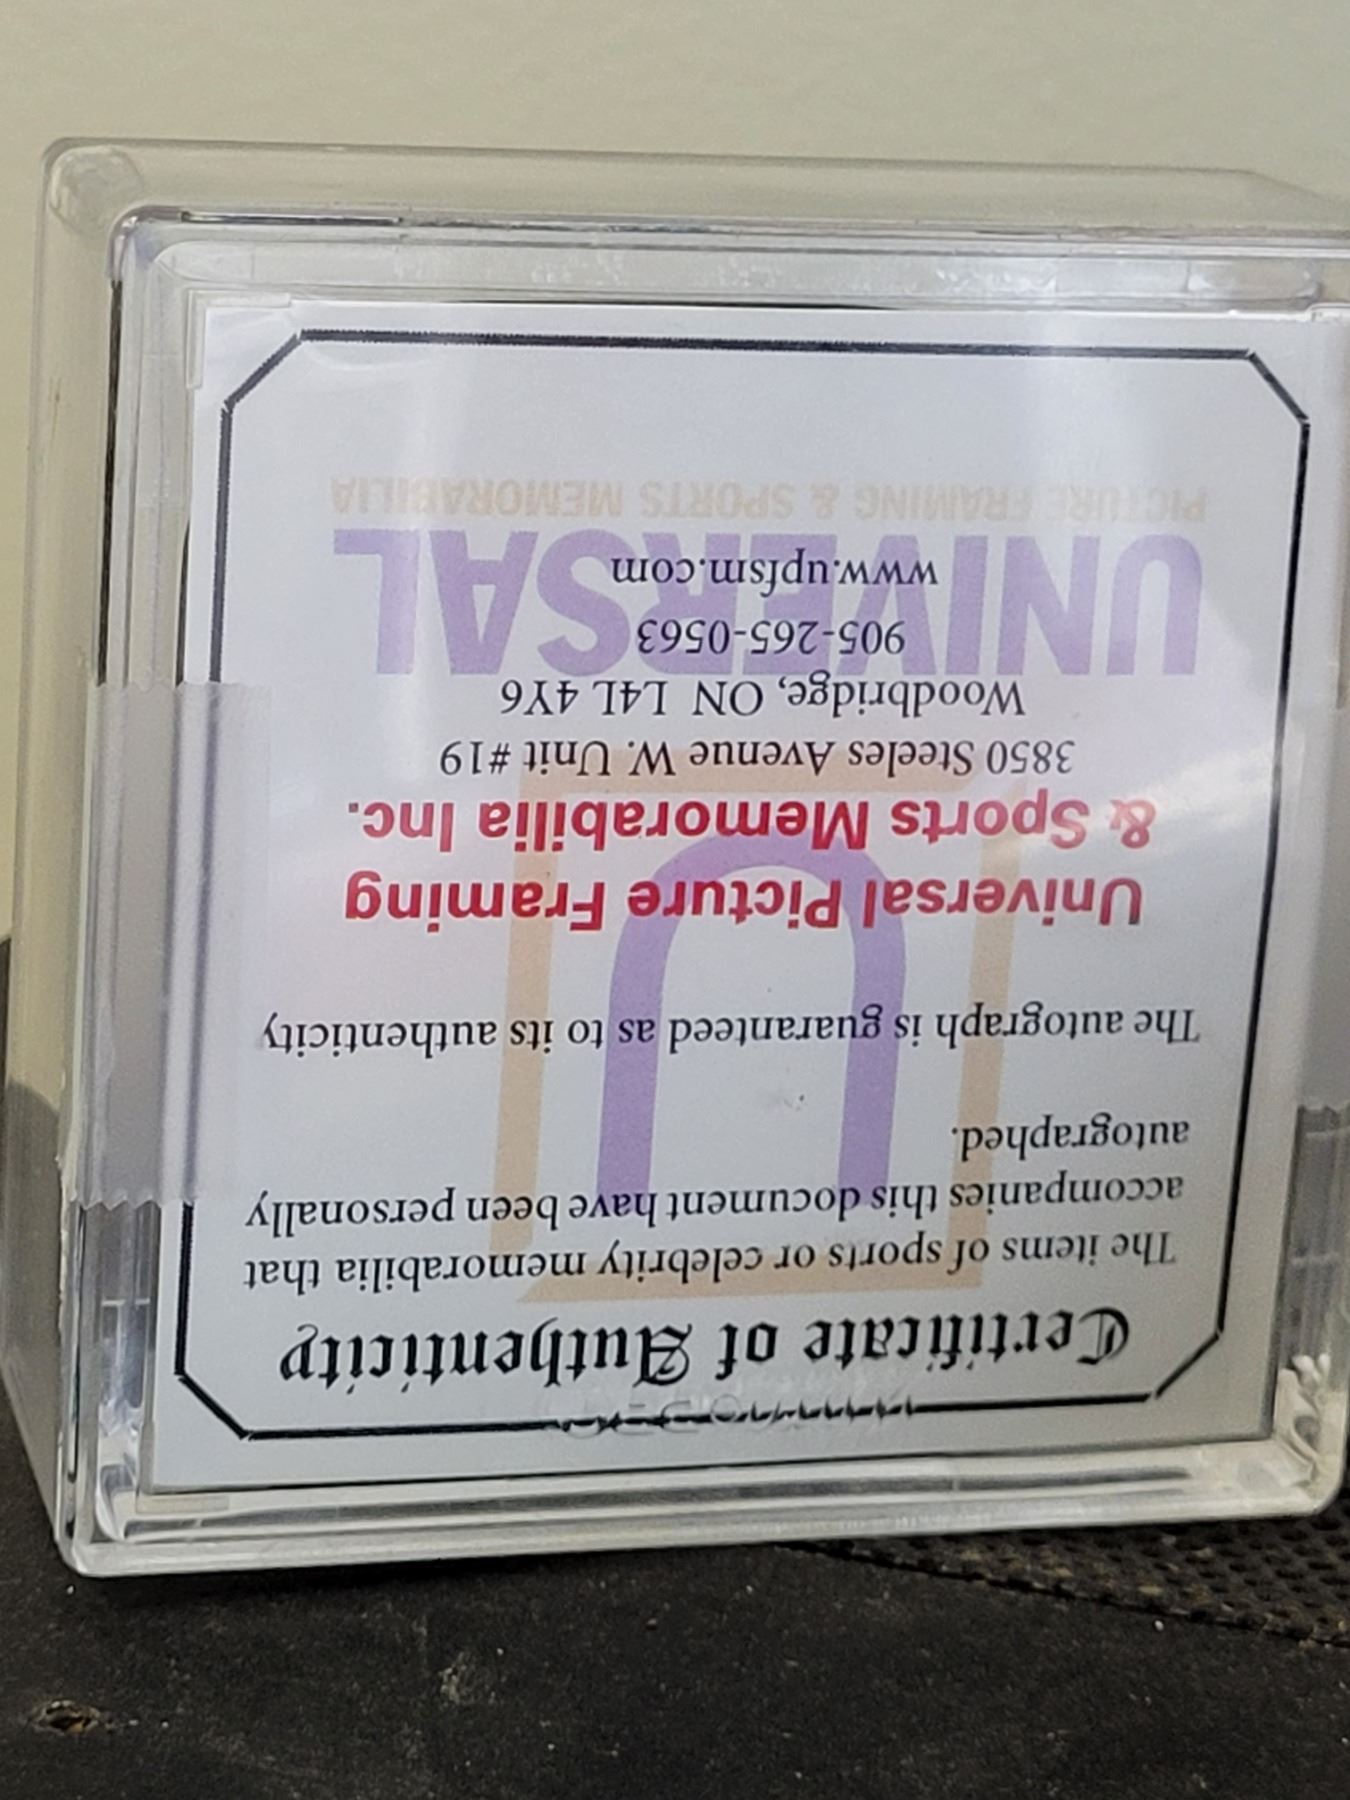 Certificate of Authenticity
The items of sports or celebrity memorabilia that
accompanies this document have been personally
autographed.
The autograph is guaranteed as to its authenticity
Universal Picture Framing
& Sports Memorabilia Inc.
3850 Steeles Avenue W. Unit #19
Woodbridge, ON L4L 4Y6
905-265-0563
www.upfsm.com
UNIVERSAL
PICTURE FRAMING & SPORTS MEMORABILIA